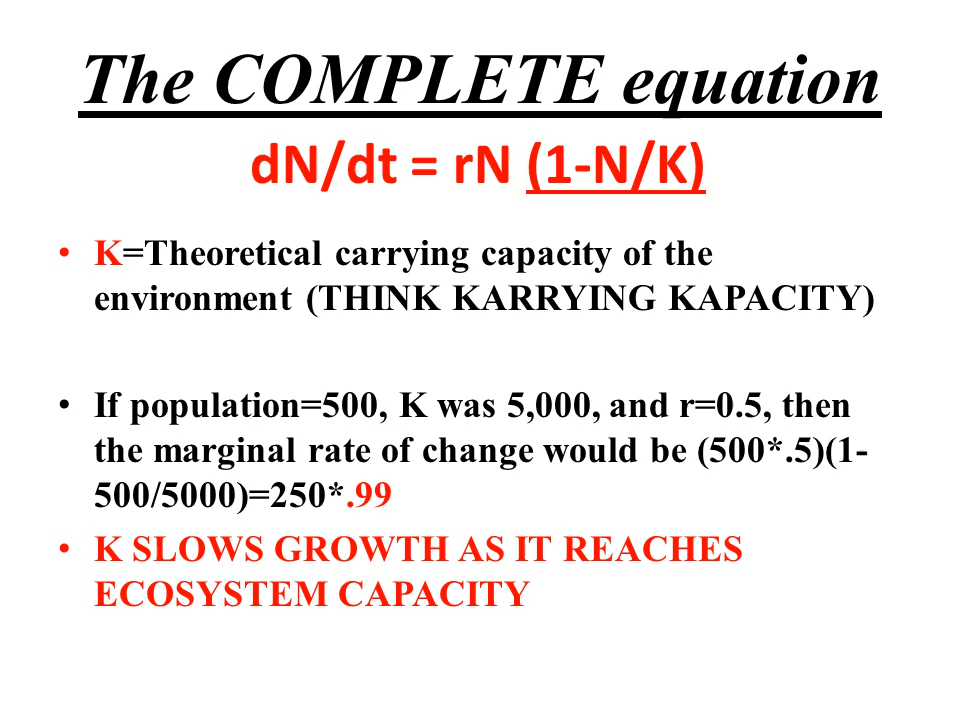 The COMPLETE equation
dN/dt = rN (1-N/K)
• K=Theoretical carrying capacity of the
environment (THINK KARRYING KAPACITY)
• If population=500, K was 5,000, and r=0.5, then
the marginal rate of change would be (500*.5)(1-
500/5000)=250*.99
• K SLOWS GROWTH AS IT REACHES
ECOSYSTEM CAPACITY